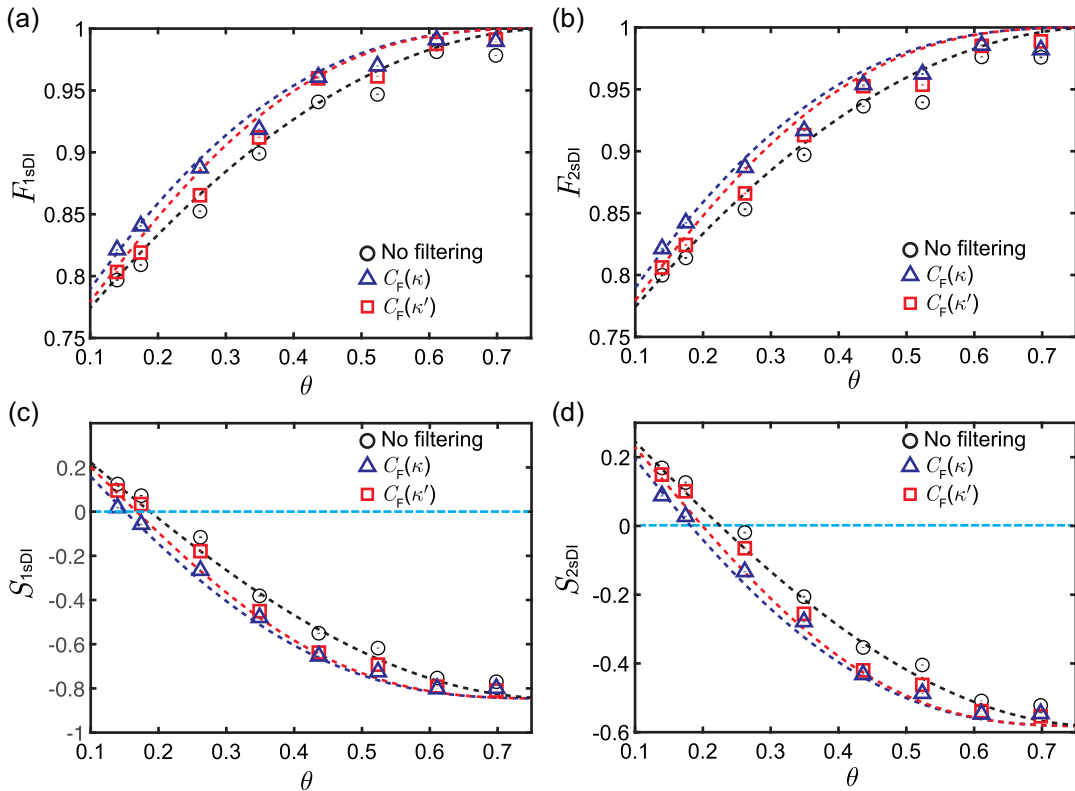 (a)
1
0.95
0.9
0.85
0.8
0.75
F1sDI
No filtering
CF(κ)
CF(κ′)
0.1 0.2 0.3 0.4 0.5 0.6 0.7
θ
(b)
1
0.95
0.9
0.85
0.8
0.75
F2sDI
No filtering
CF(κ)
CF(κ′)
0.1 0.2 0.3 0.4 0.5 0.6 0.7
θ
(c)
0.2
0
-0.2
-0.4
-0.6
-0.8
-1
S1sDI
No filtering
CF(κ)
CF(κ′)
0.1 0.2 0.3 0.4 0.5 0.6 0.7
θ
(d)
0.2
0
-0.2
-0.4
-0.6
S2sDI
No filtering
CF(κ)
CF(κ′)
0.1 0.2 0.3 0.4 0.5 0.6 0.7
θ